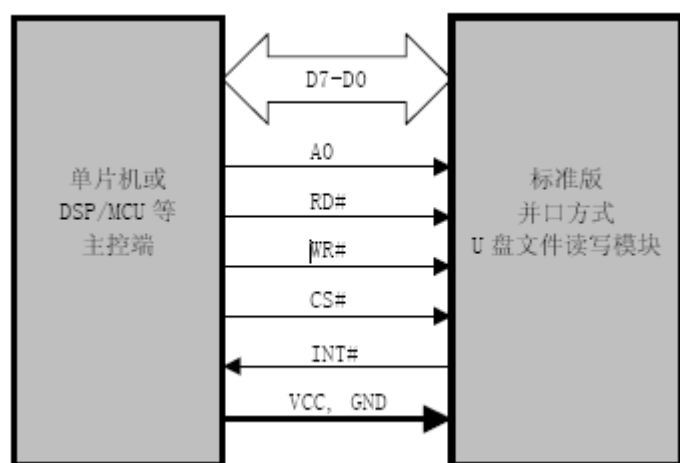 D7-D0
单片机或
DSP/MCU 等
主控端
A0
RD#
WR#
CS#
INT#
VCC, GND
标准版
并口方式
U 盘文件读写模块